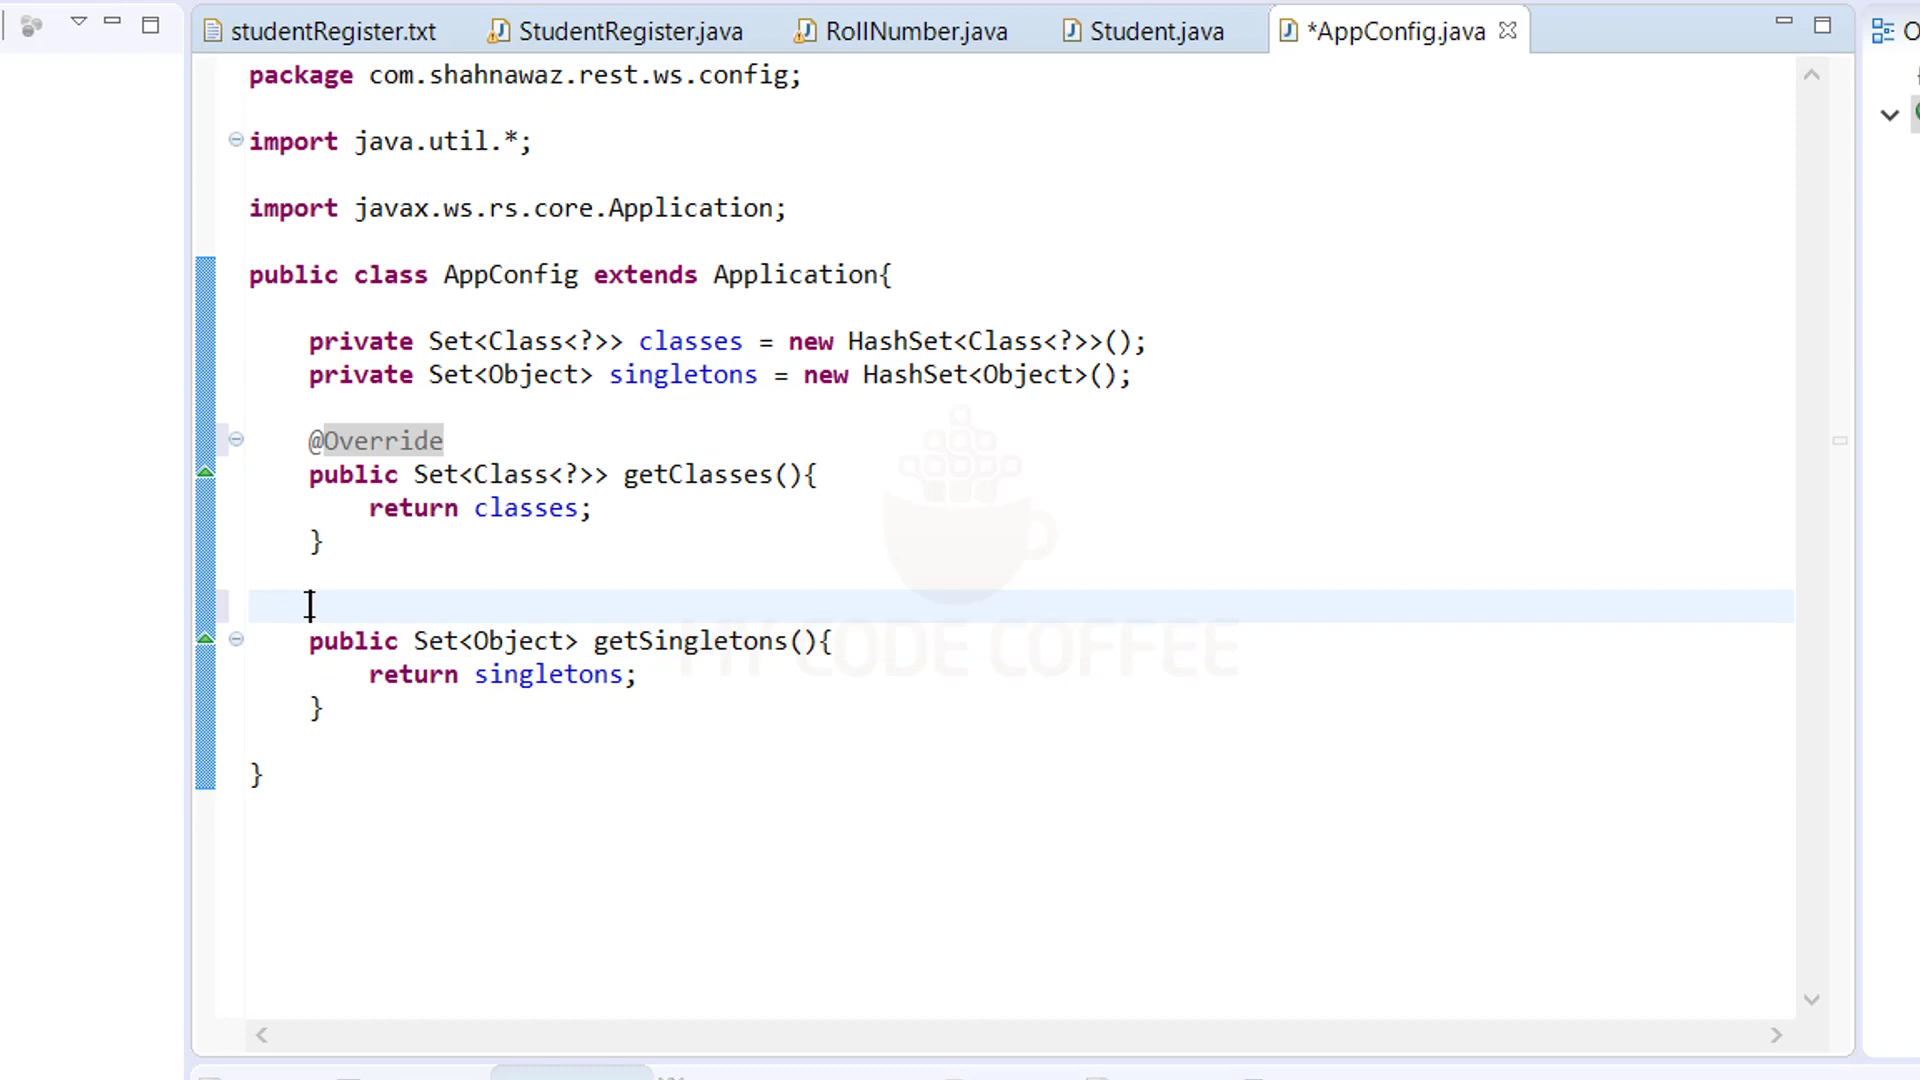 studentRegister.txt StudentRegister.java RollNumber.java Student.java *AppConfig.java O
package com.shahnawaz.rest.ws.config;
import java.util.*;
import javax.ws.rs.core.Application;
public class AppConfig extends Application{
private Set<Class<?>> classes = new HashSet<Class<?>>();
private Set<Object> singletons = new HashSet<Object>();
@Override
public Set<Class<?>> getClasses(){
return classes;
}
public Set<Object> getSingletons(){
return singletons;
}
}
MY CODE COFFEE